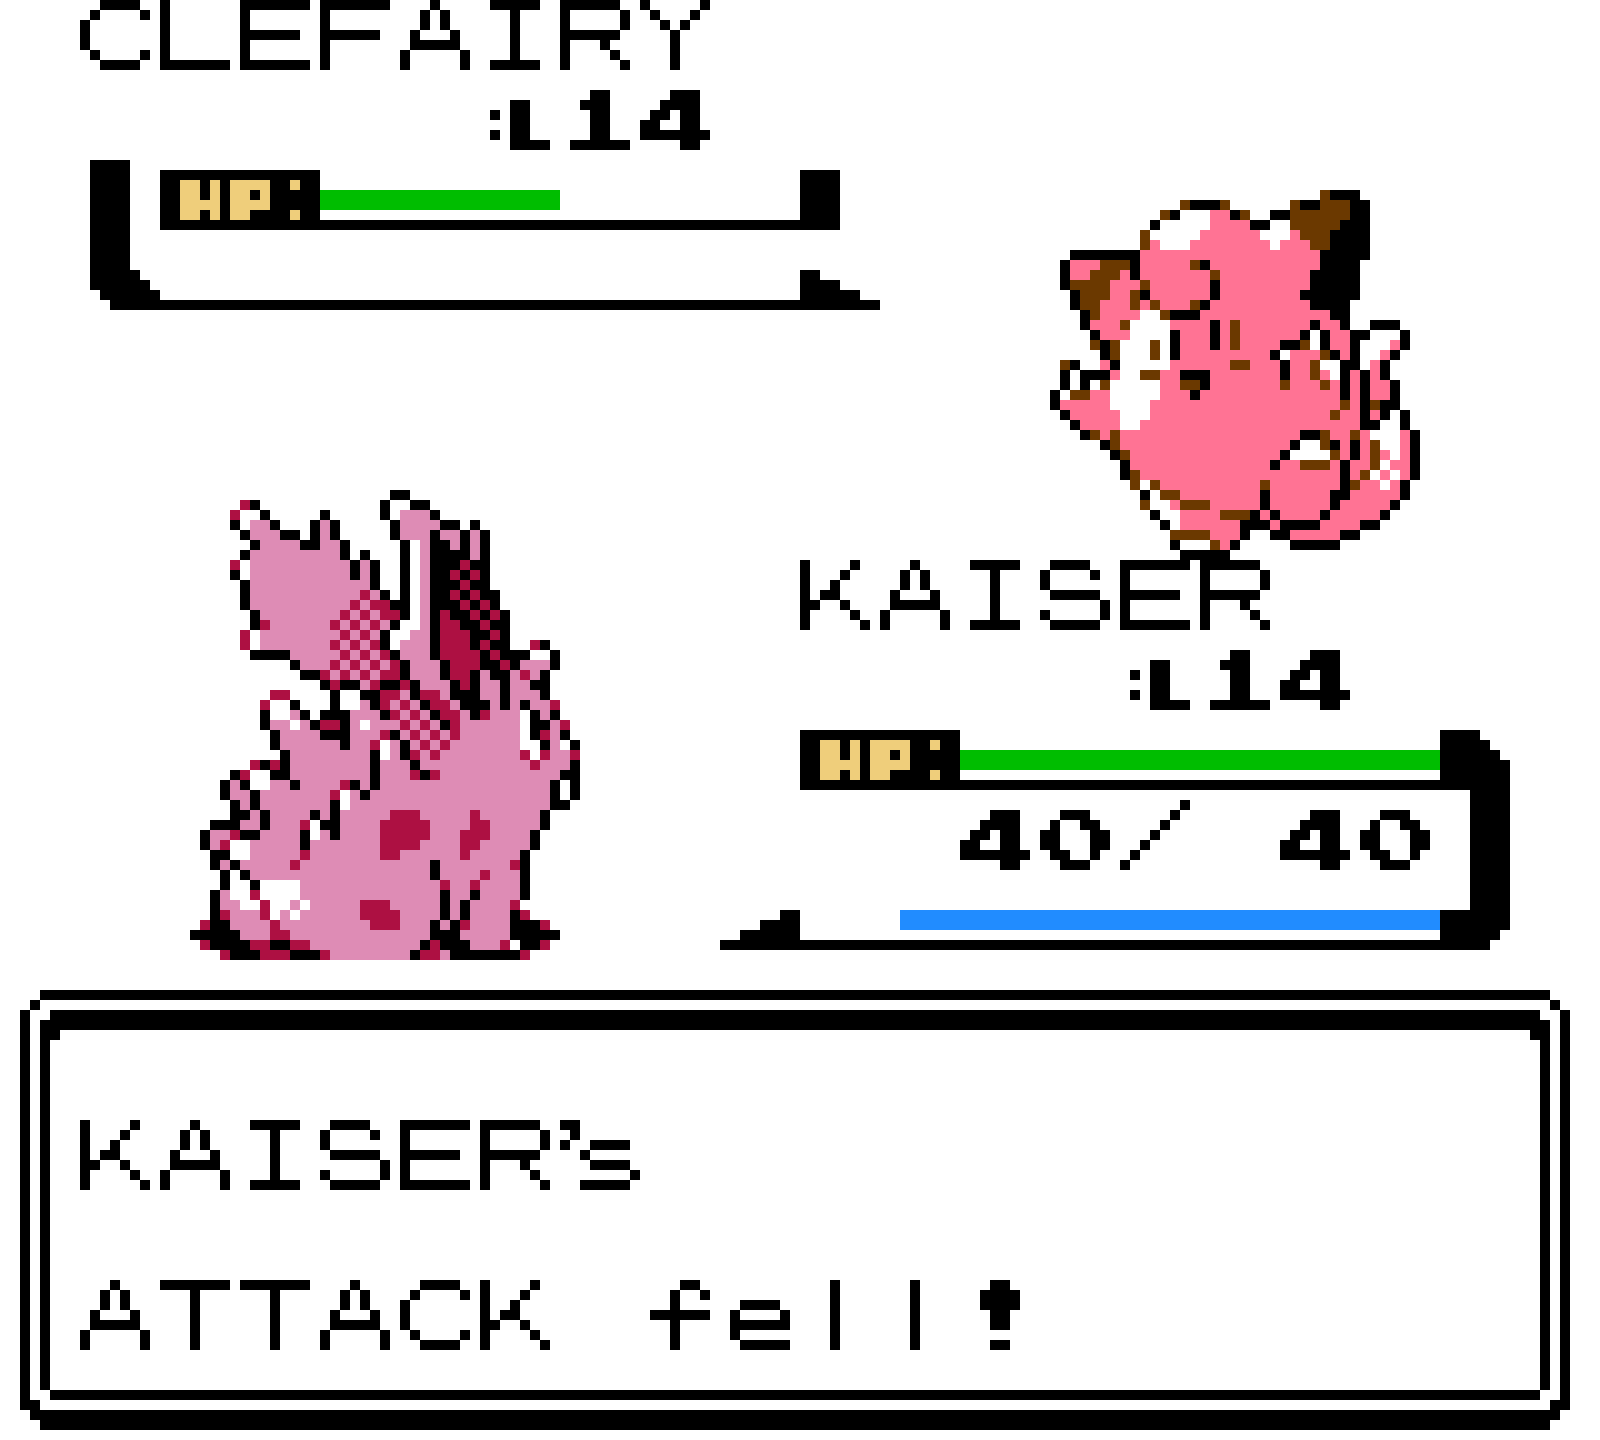 CLEFAIRY
:L14
HP:
KAISER
:L14
HP:
40/ 40
KAISER's
ATTACK fell!